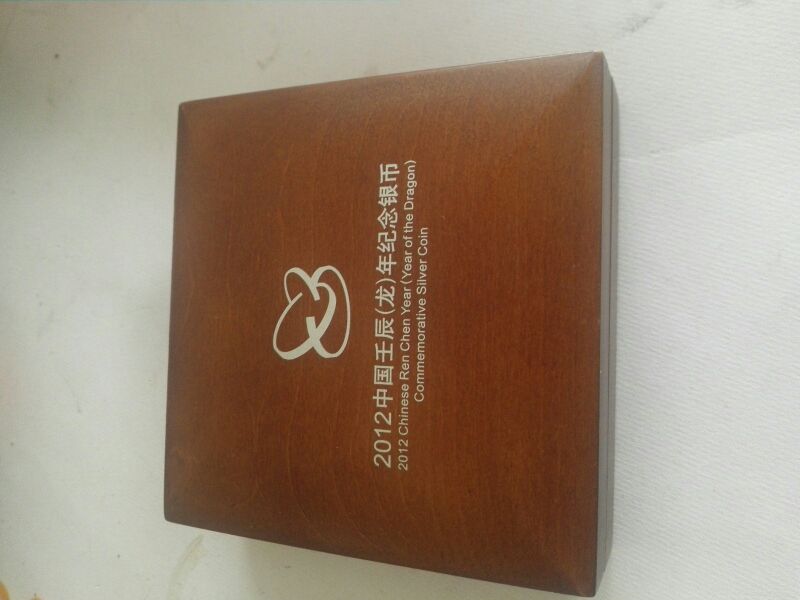 2012中国壬辰(龙)年纪念银币
2012 Chinese Ren Chen Year(Year of the Dragon)
Commemorative Silver Coin